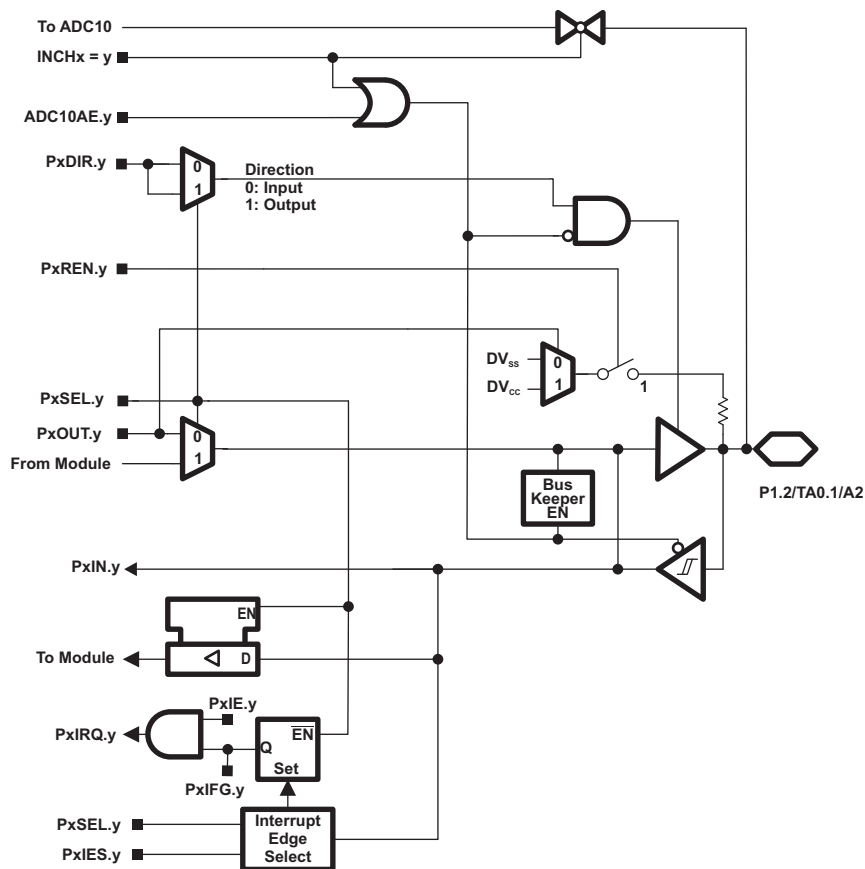 To ADC10
INCHx = y
ADC10AE.y
PxDIR.y
0
1
Direction
0: Input
1: Output
PxREN.y
DVss
DVcc
0
1
1
PxSEL.y
PxOUT.y
From Module
0
1
Bus
Keeper
EN
P1.2/TA0.1/A2
PxIN.y
EN
To Module
D
PxIE.y
PxIRQ.y
EN
Q
Set
PxIFG.y
PxSEL.y
PxIES.y
Interrupt
Edge
Select